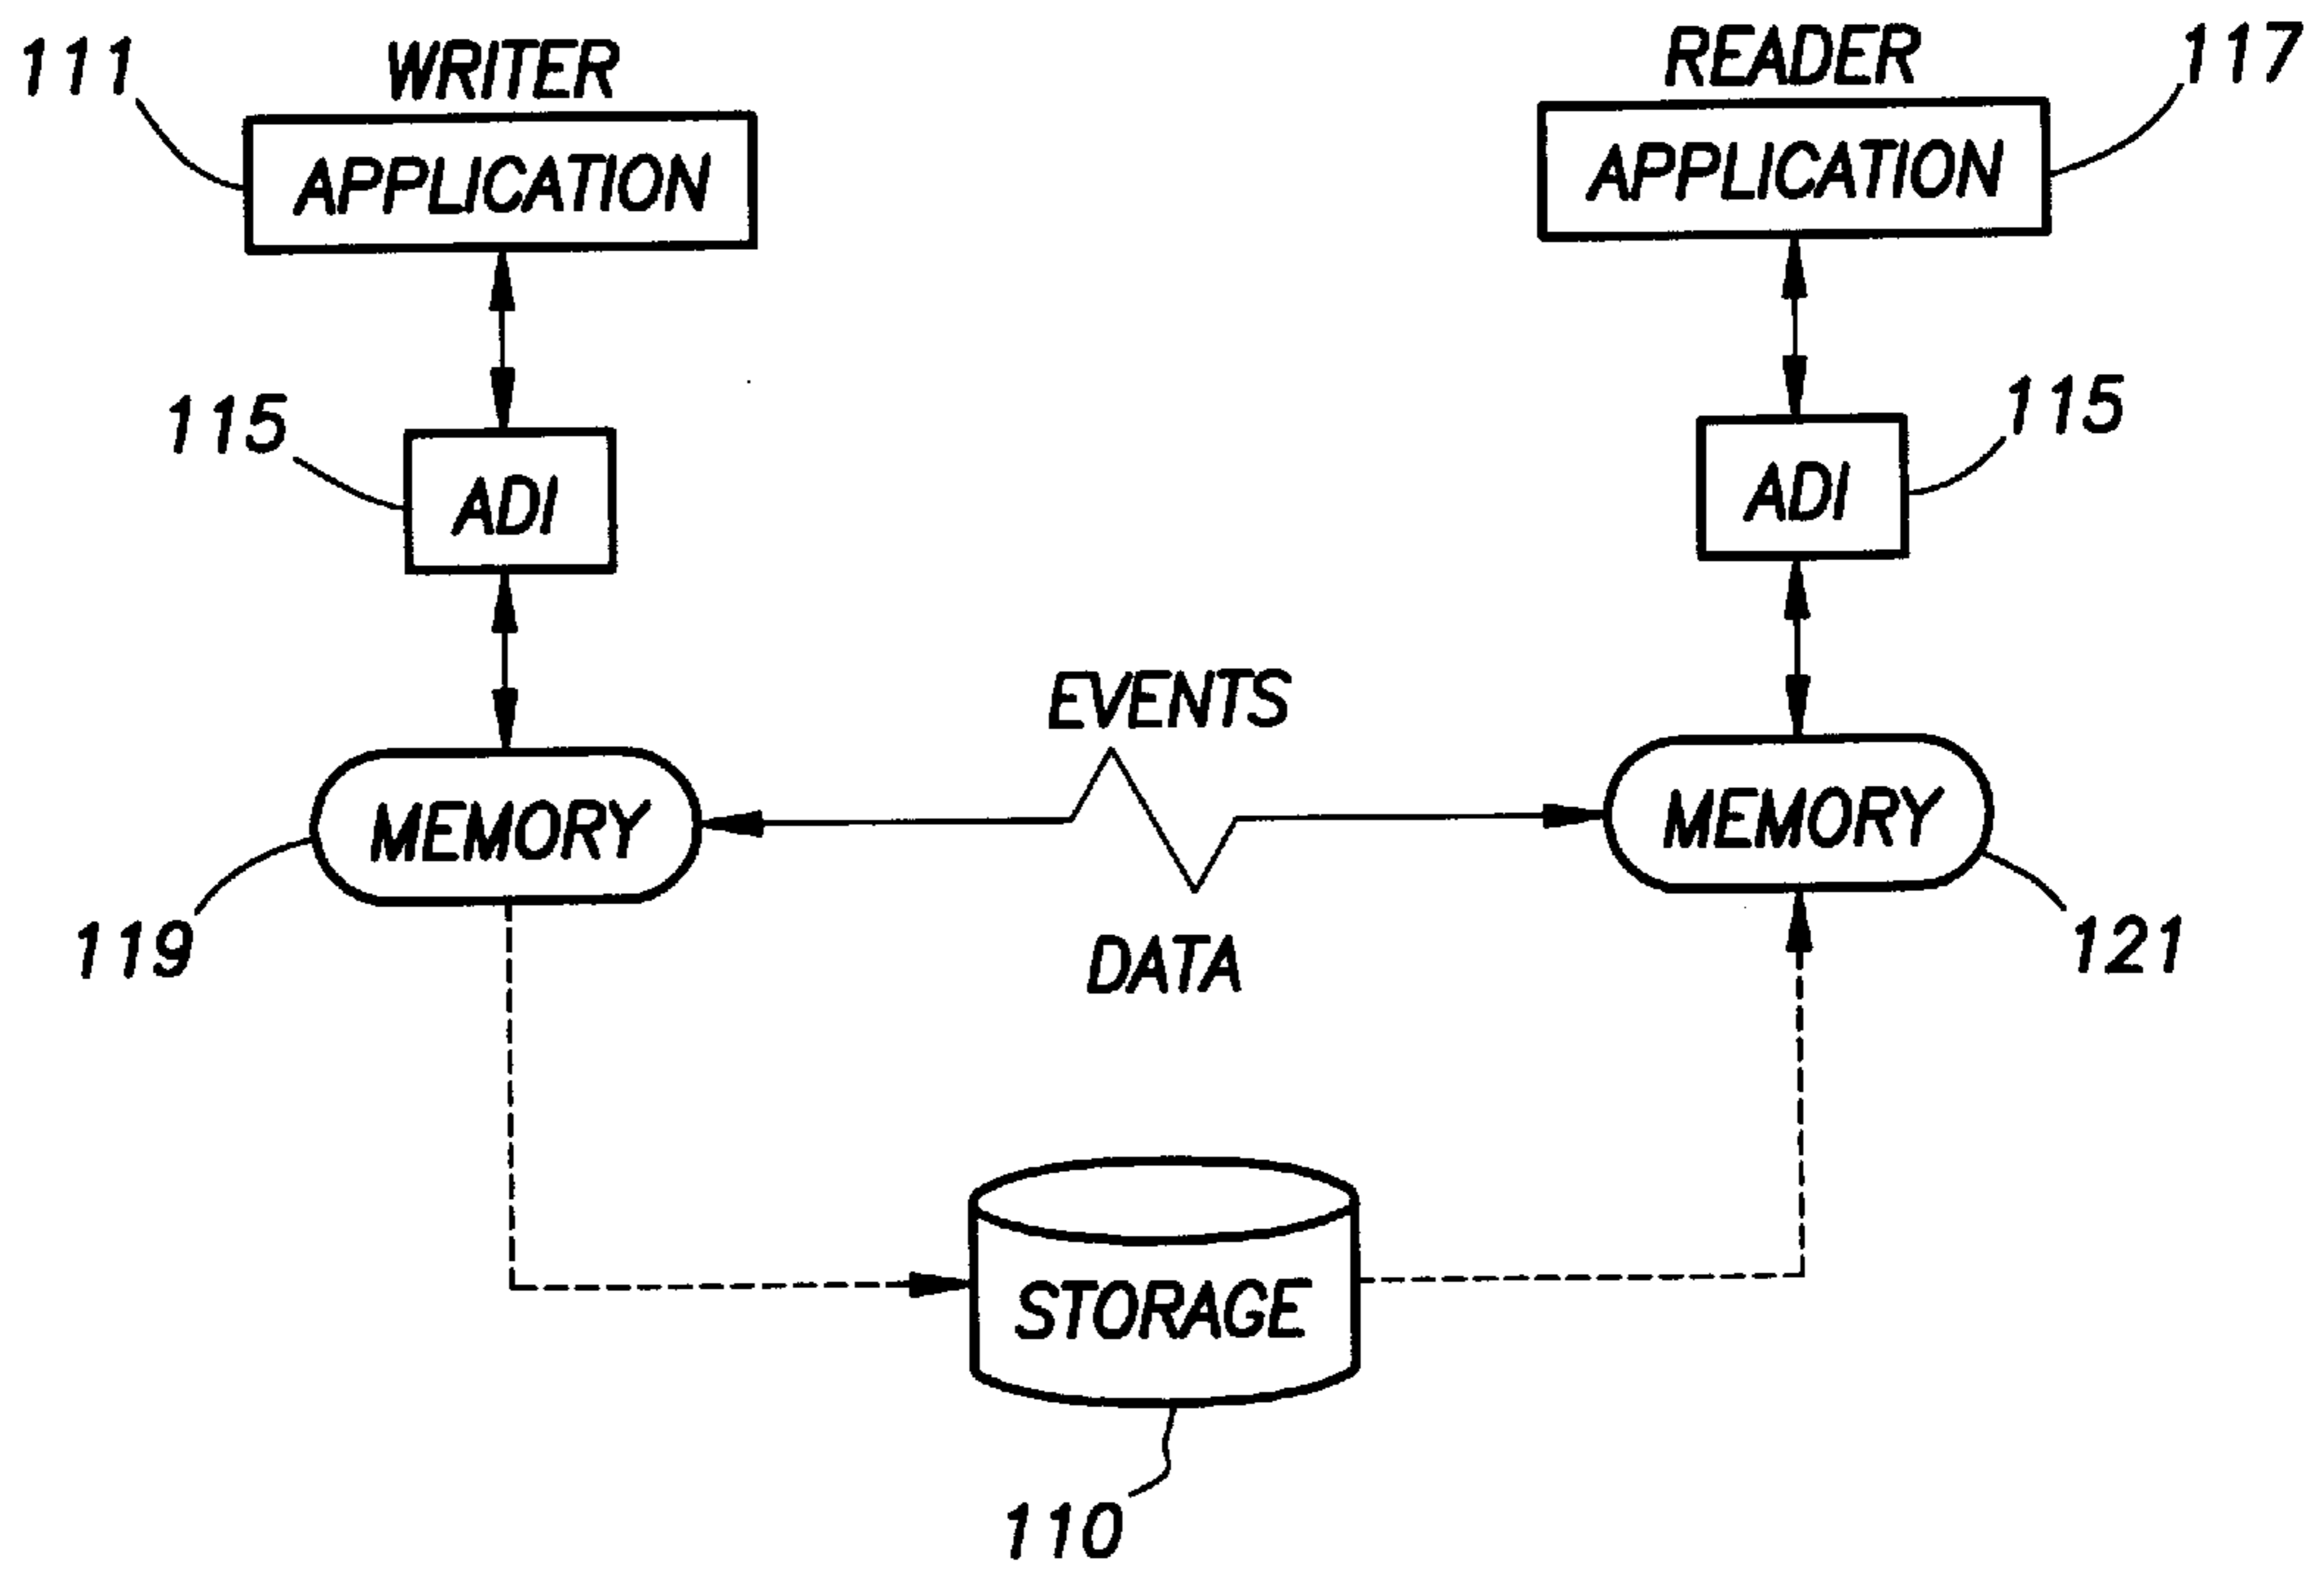 111
WRITER
READER
117
APPLICATION
APPLICATION
115
ADI
ADI
115
EVENTS
MEMORY
MEMORY
119
DATA
121
STORAGE
110